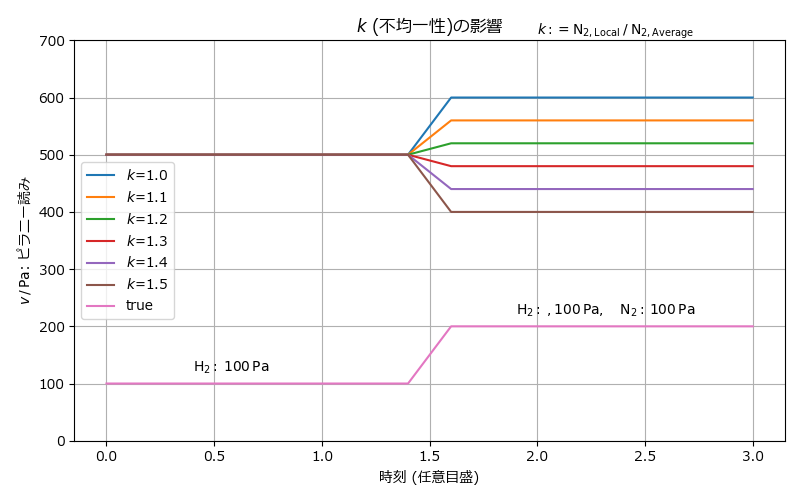 k (不均一性)の影響
k := N2,Local / N2,Average
700
600
500
400
300
200
100
0
v / Pa: ピラニー読み
k=1.0
k=1.1
k=1.2
k=1.3
k=1.4
k=1.5
true
H2: 100 Pa
H2: , 100 Pa, N2: 100 Pa
0.0 0.5 1.0 1.5 2.0 2.5 3.0
時刻 (任意目盛)